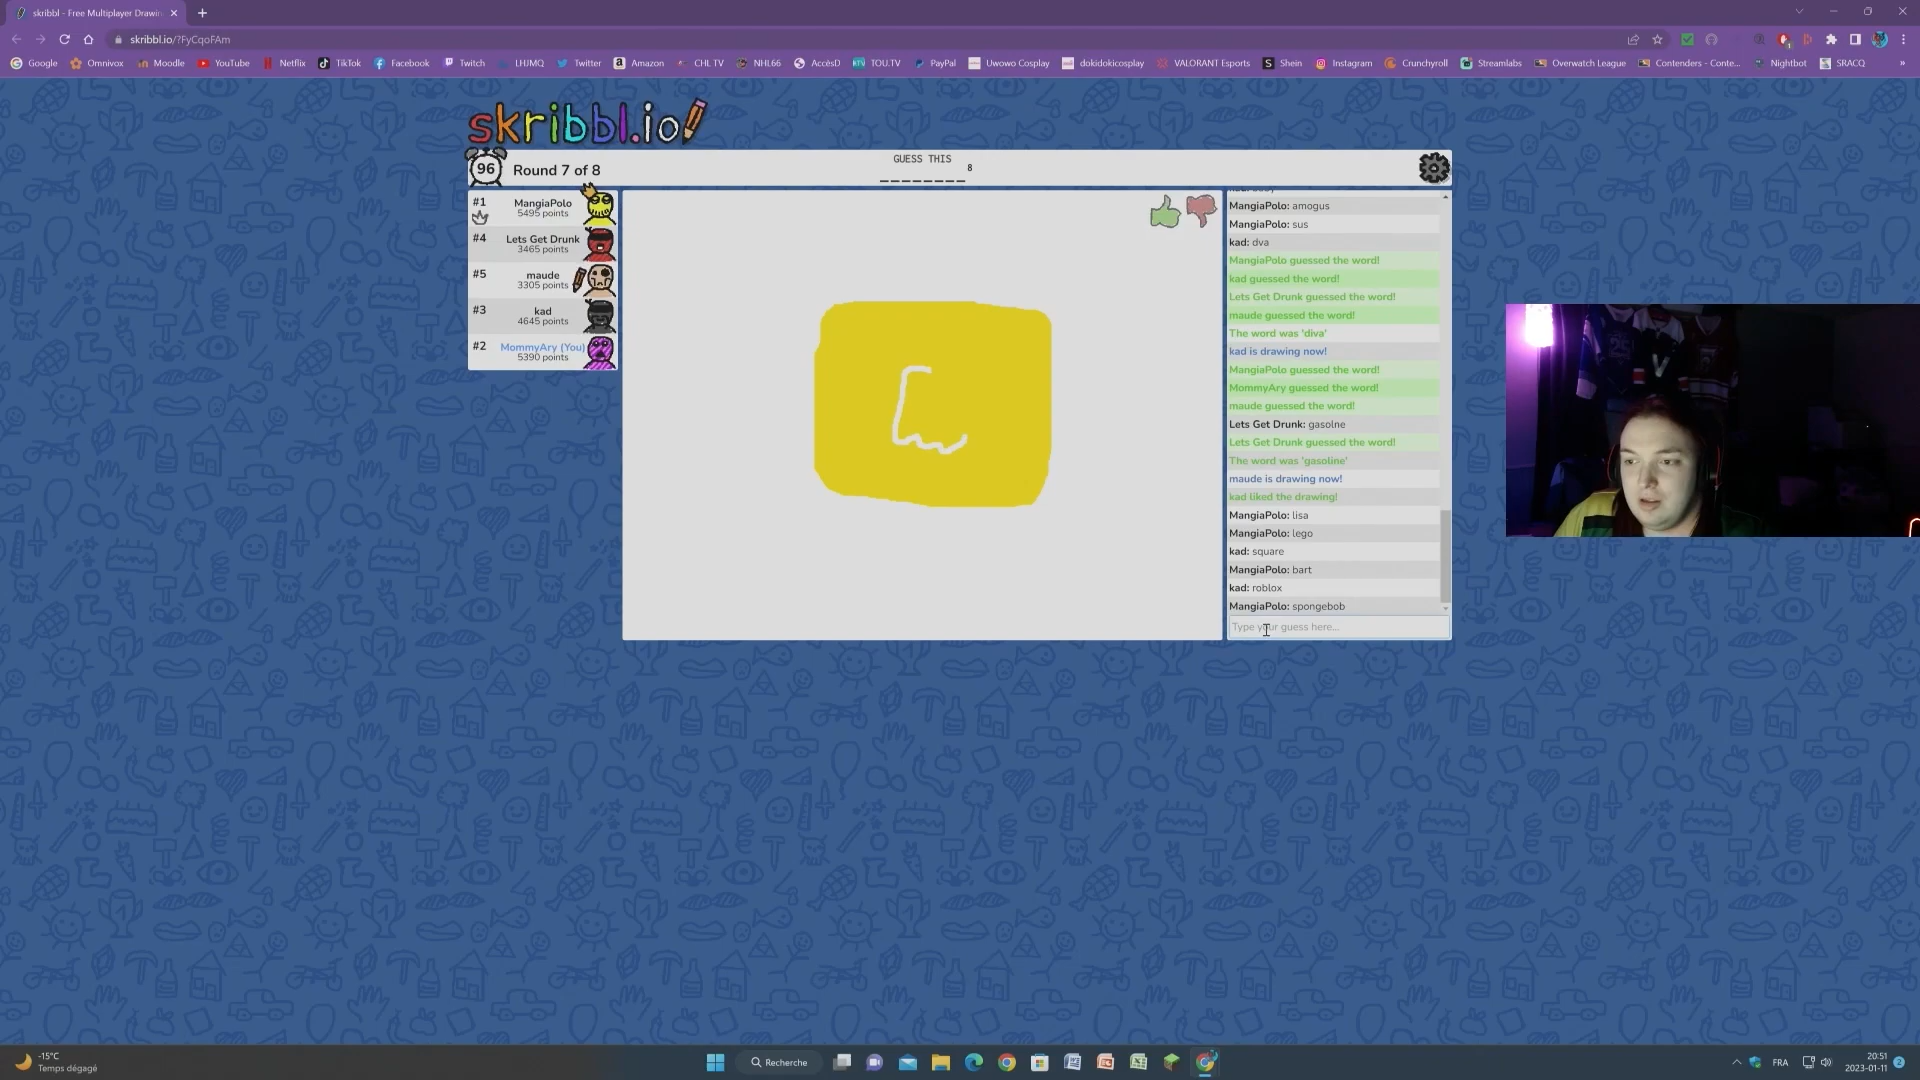 skribbl - Free Multiplayer Drawin
skribbl.io/?FyCqoFAm
Google Omnivox Moodle YouTube Netflix TikTok Facebook Twitch LHJMQ Twitter Amazon CHL TV NHL66 AccèsD TOU.TV PayPal Uwowo Cosplay dokidokicosplay VALORANT Esports Shein Instagram Crunchyroll Streamlabs Overwatch League Contenders - Conte... Nightbot SRACQ »
skribbl.io
96 Round 7 of 8
GUESS THIS
________ 8
#1 MangiaPolo
5495 points
#4 Lets Get Drunk
3465 points
#5 maude
3305 points
#3 kad
4645 points
#2 MommyAry (You)
5390 points
MangiaPolo: amogus
MangiaPolo: sus
kad: dva
MangiaPolo guessed the word!
kad guessed the word!
Lets Get Drunk guessed the word!
maude guessed the word!
The word was 'diva'
kad is drawing now!
MangiaPolo guessed the word!
MommyAry guessed the word!
maude guessed the word!
Lets Get Drunk: gasolne
Lets Get Drunk guessed the word!
The word was 'gasoline'
maude is drawing now!
kad liked the drawing!
MangiaPolo: lisa
MangiaPolo: lego
kad: square
MangiaPolo: bart
kad: roblox
MangiaPolo: spongebob
Type your guess here...
-15°C
Temps dégagé
Recherche
FRA
20:51
2023-01-11
2